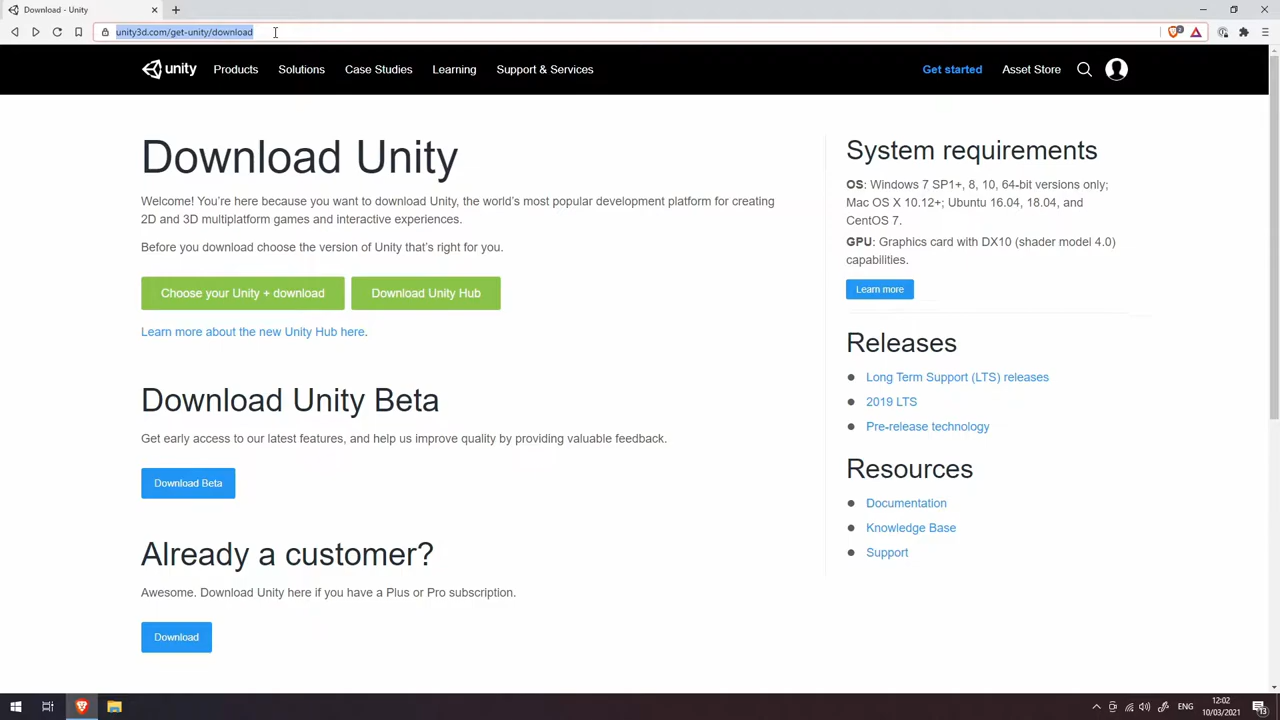 Download - Unity
unity3d.com/get-unity/download
unity
Products
Solutions
Case Studies
Learning
Support & Services
Get started
Asset Store
Download Unity
Welcome! You're here because you want to download Unity, the world's most popular development platform for creating
2D and 3D multiplatform games and interactive experiences.
Before you download choose the version of Unity that's right for you.
Choose your Unity + download
Download Unity Hub
Learn more about the new Unity Hub here.
Download Unity Beta
Get early access to our latest features, and help us improve quality by providing valuable feedback.
Download Beta
Already a customer?
Awesome. Download Unity here if you have a Plus or Pro subscription.
Download
System requirements
OS: Windows 7 SP1+, 8, 10, 64-bit versions only;
Mac OS X 10.12+; Ubuntu 16.04, 18.04, and
CentOS 7.
GPU: Graphics card with DX10 (shader model 4.0)
capabilities.
Learn more
Releases
Long Term Support (LTS) releases
2019 LTS
Pre-release technology
Resources
Documentation
Knowledge Base
Support
ENG
12:02
10/03/2021
13